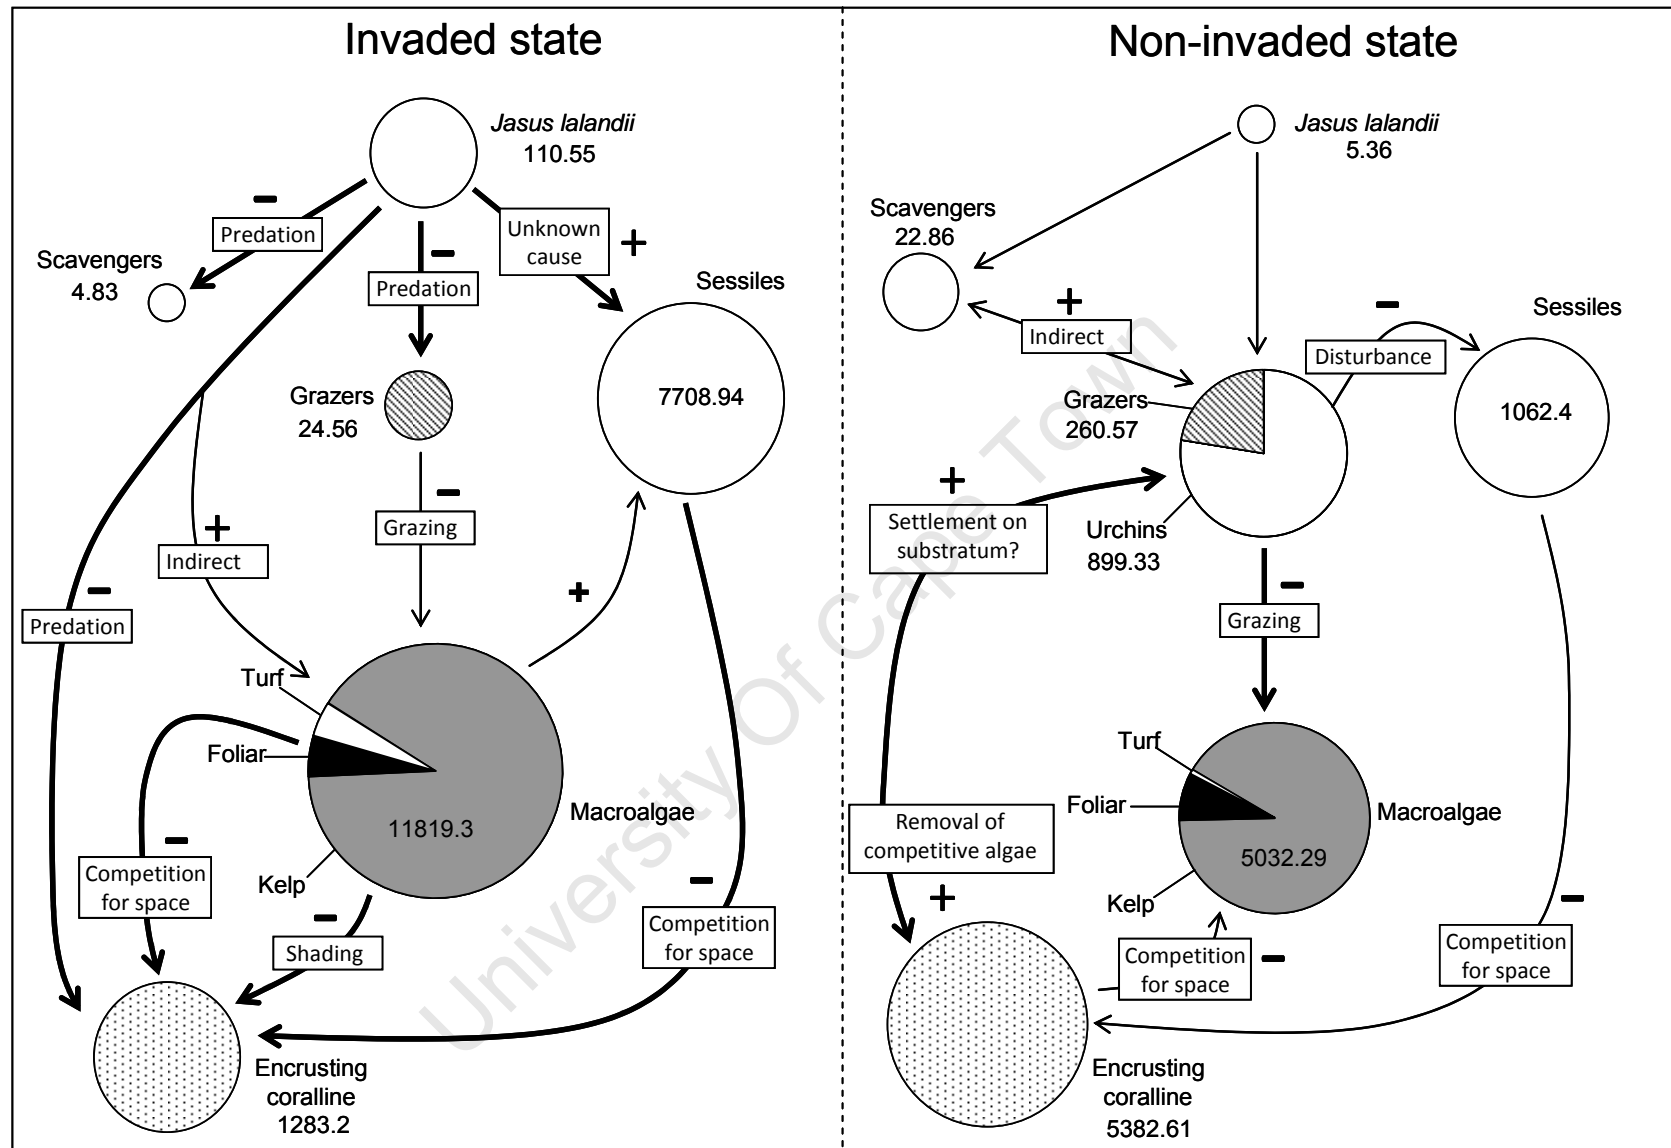 Invaded state
Jasus lalandii
110.55
−
Predation
Scavengers
4.83
−
Predation
Unknown
cause
+
Sessiles
7708.94
Grazers
24.56
−
Grazing
+
Indirect
−
Predation
+
Turf
Foliar
11819.3
Macroalgae
Kelp
−
Competition
for space
−
Shading
−
Competition
for space
Encrusting
coralline
1283.2
Non-invaded state
Jasus lalandii
5.36
Scavengers
22.86
+
Indirect
−
Disturbance
Sessiles
1062.4
Grazers
260.57
Urchins
899.33
+
Settlement on
substratum?
−
Grazing
Turf
Foliar
Macroalgae
5032.29
Kelp
Removal of
competitive algae
+
Competition
for space
−
−
Competition
for space
Encrusting
coralline
5382.61
University Of Cape Town